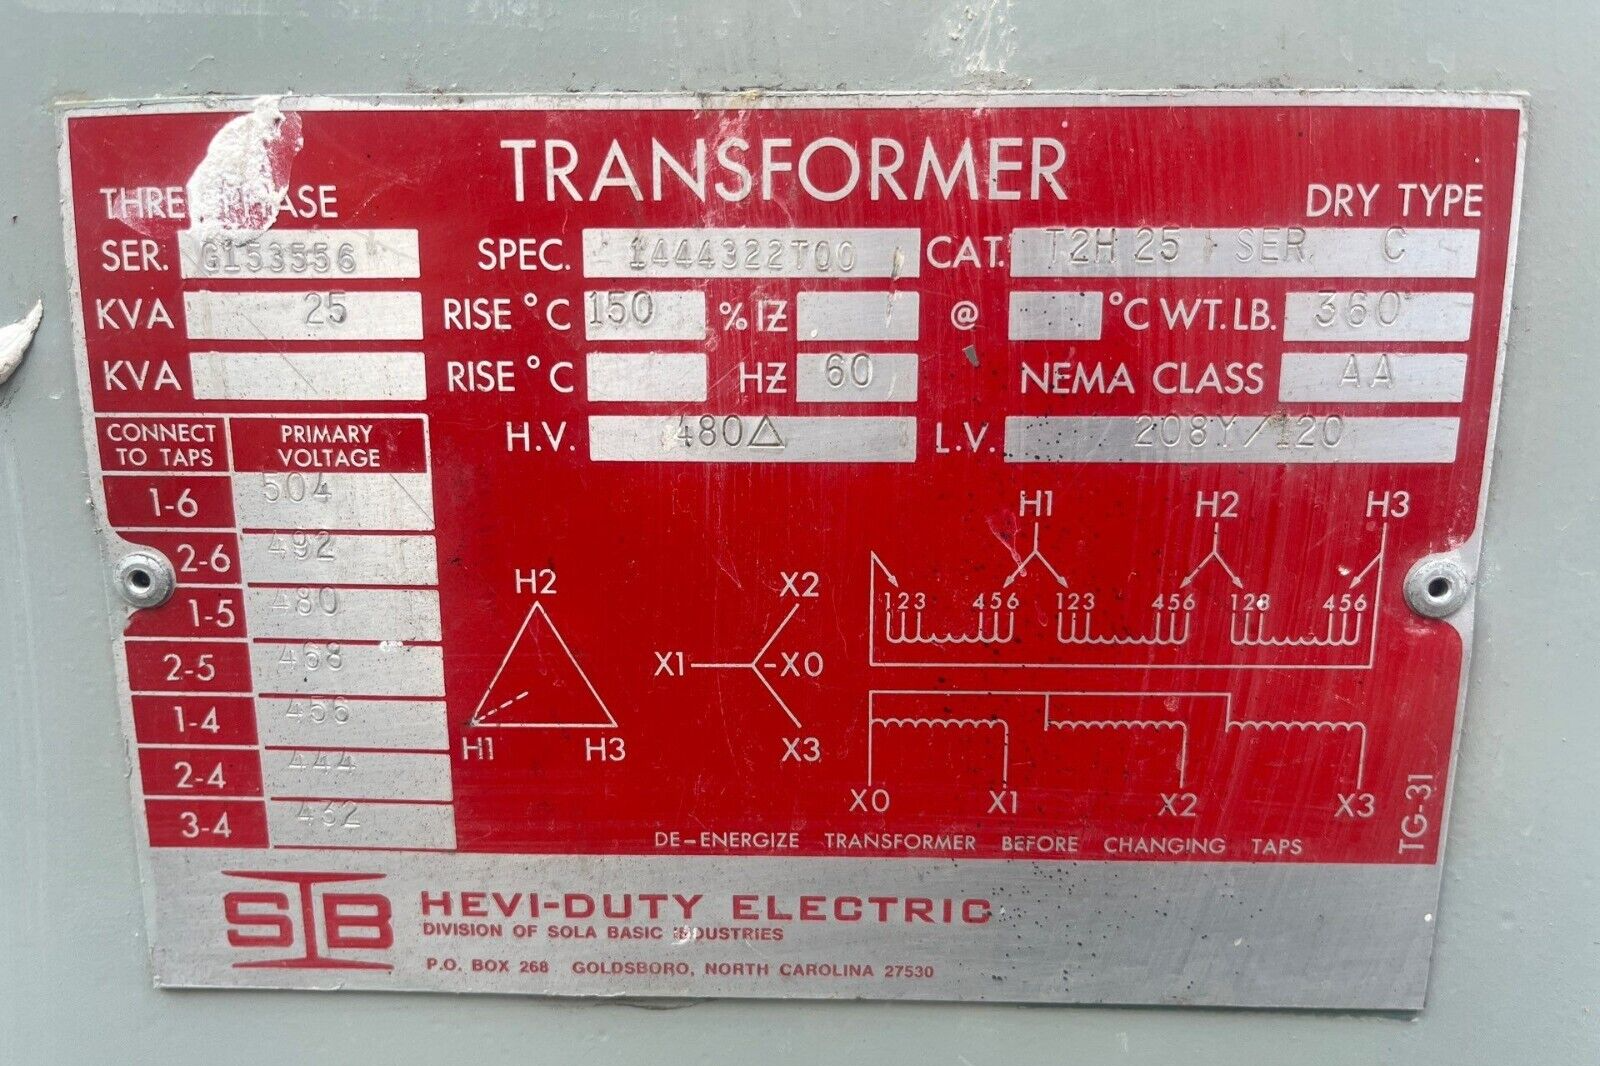 TRANSFORMER
THREE PHASE
DRY TYPE
SER. G153556 SPEC. 1444322T00 CAT. T2H 25 SER. C
KVA 25 RISE °C 150 % IZ @ °C WT. LB. 360
KVA RISE °C HZ 60 NEMA CLASS AA
H.V. 480△ L.V. 208Y/120
CONNECT TO TAPS PRIMARY VOLTAGE
1-6 504
2-6 492
1-5 480
2-5 468
1-4 456
2-4 444
3-4 432
H2
H1 H3
X2
X1 X0
X3
H1 H2 H3
123 456 123 456 123 456
X0 X1 X2 X3
DE-ENERGIZE TRANSFORMER BEFORE CHANGING TAPS
TG-31
SB HEVI-DUTY ELECTRIC
DIVISION OF SOLA BASIC INDUSTRIES
P.O. BOX 268 GOLDSBORO, NORTH CAROLINA 27530